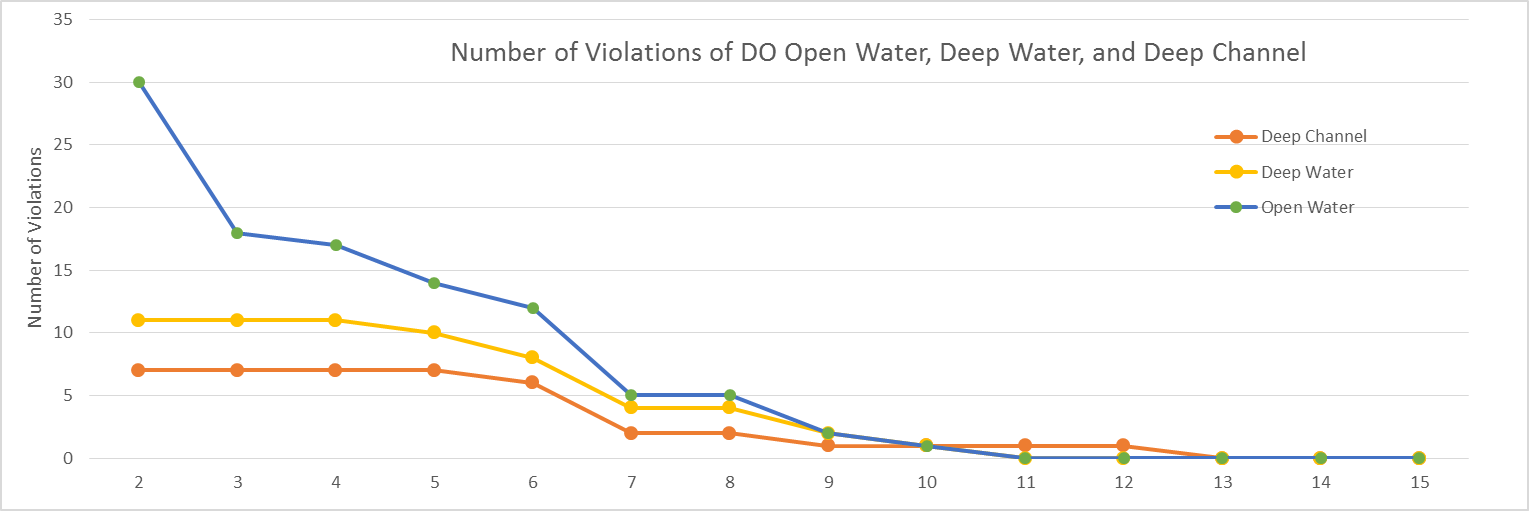 Number of Violations of DO Open Water, Deep Water, and Deep Channel
Number of Violations
35
30
25
20
15
10
5
0
Deep Channel
Deep Water
Open Water
2 3 4 5 6 7 8 9 10 11 12 13 14 15